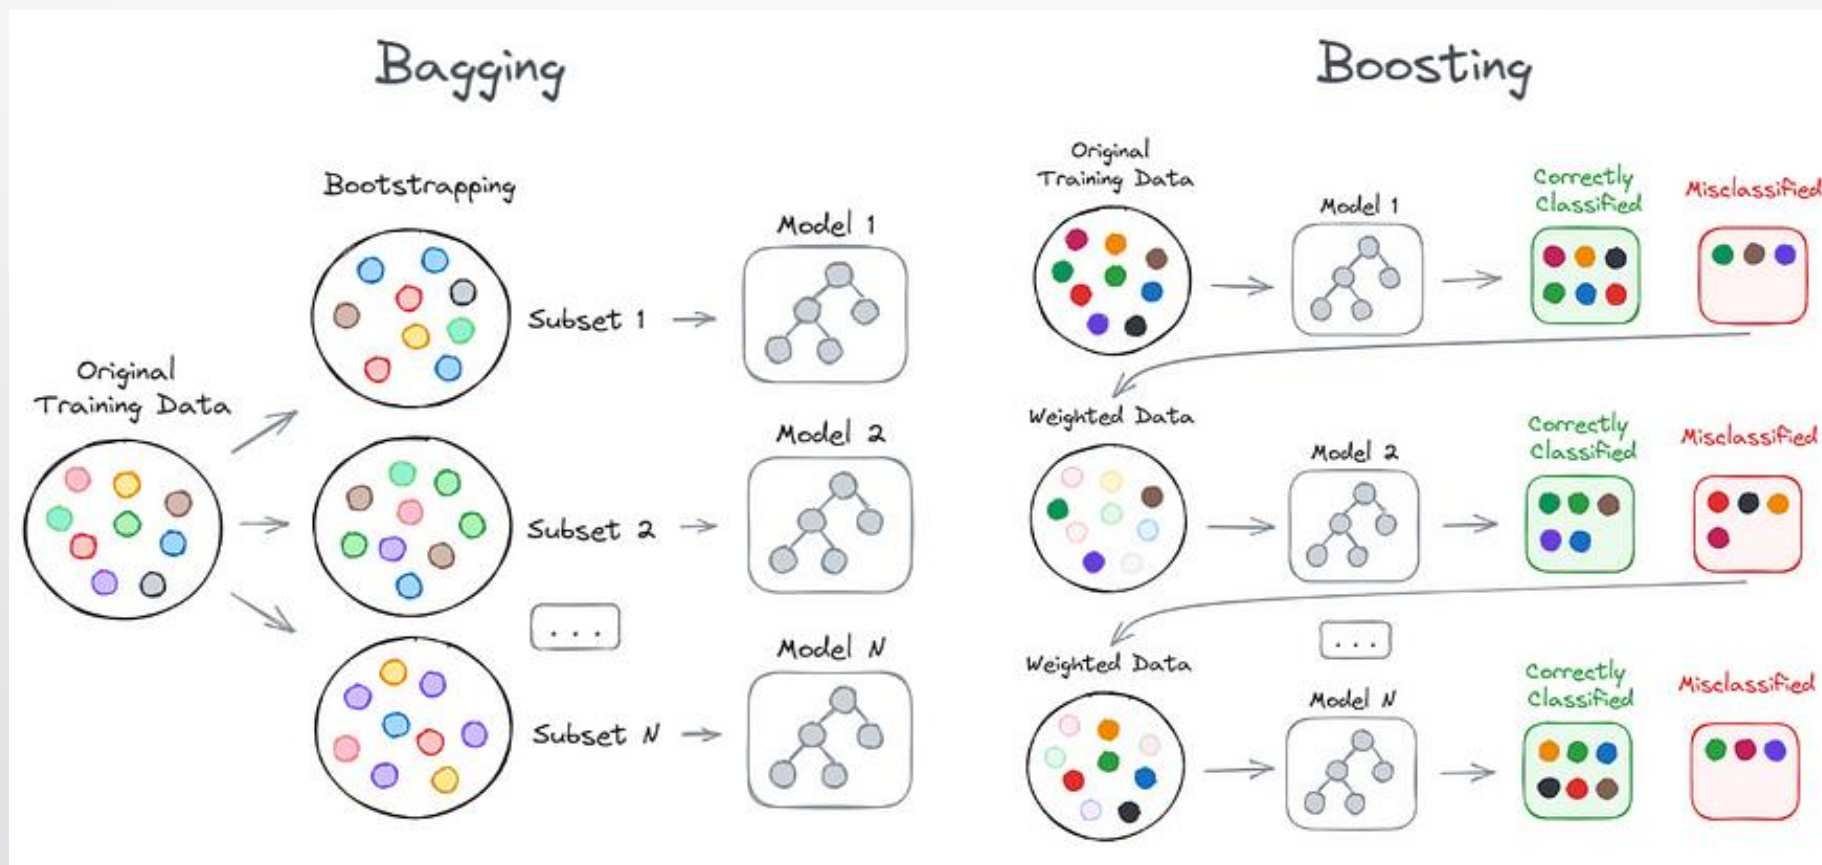 Bagging
Bootstrapping
Original
Training Data
Subset 1
Model 1
Subset 2
Model 2
. . .
Subset N
Model N
Boosting
Original
Training Data
Model 1
Correctly
Classified
Misclassified
Weighted Data
Model 2
Correctly
Classified
Misclassified
. . .
Weighted Data
Model N
Correctly
Classified
Misclassified